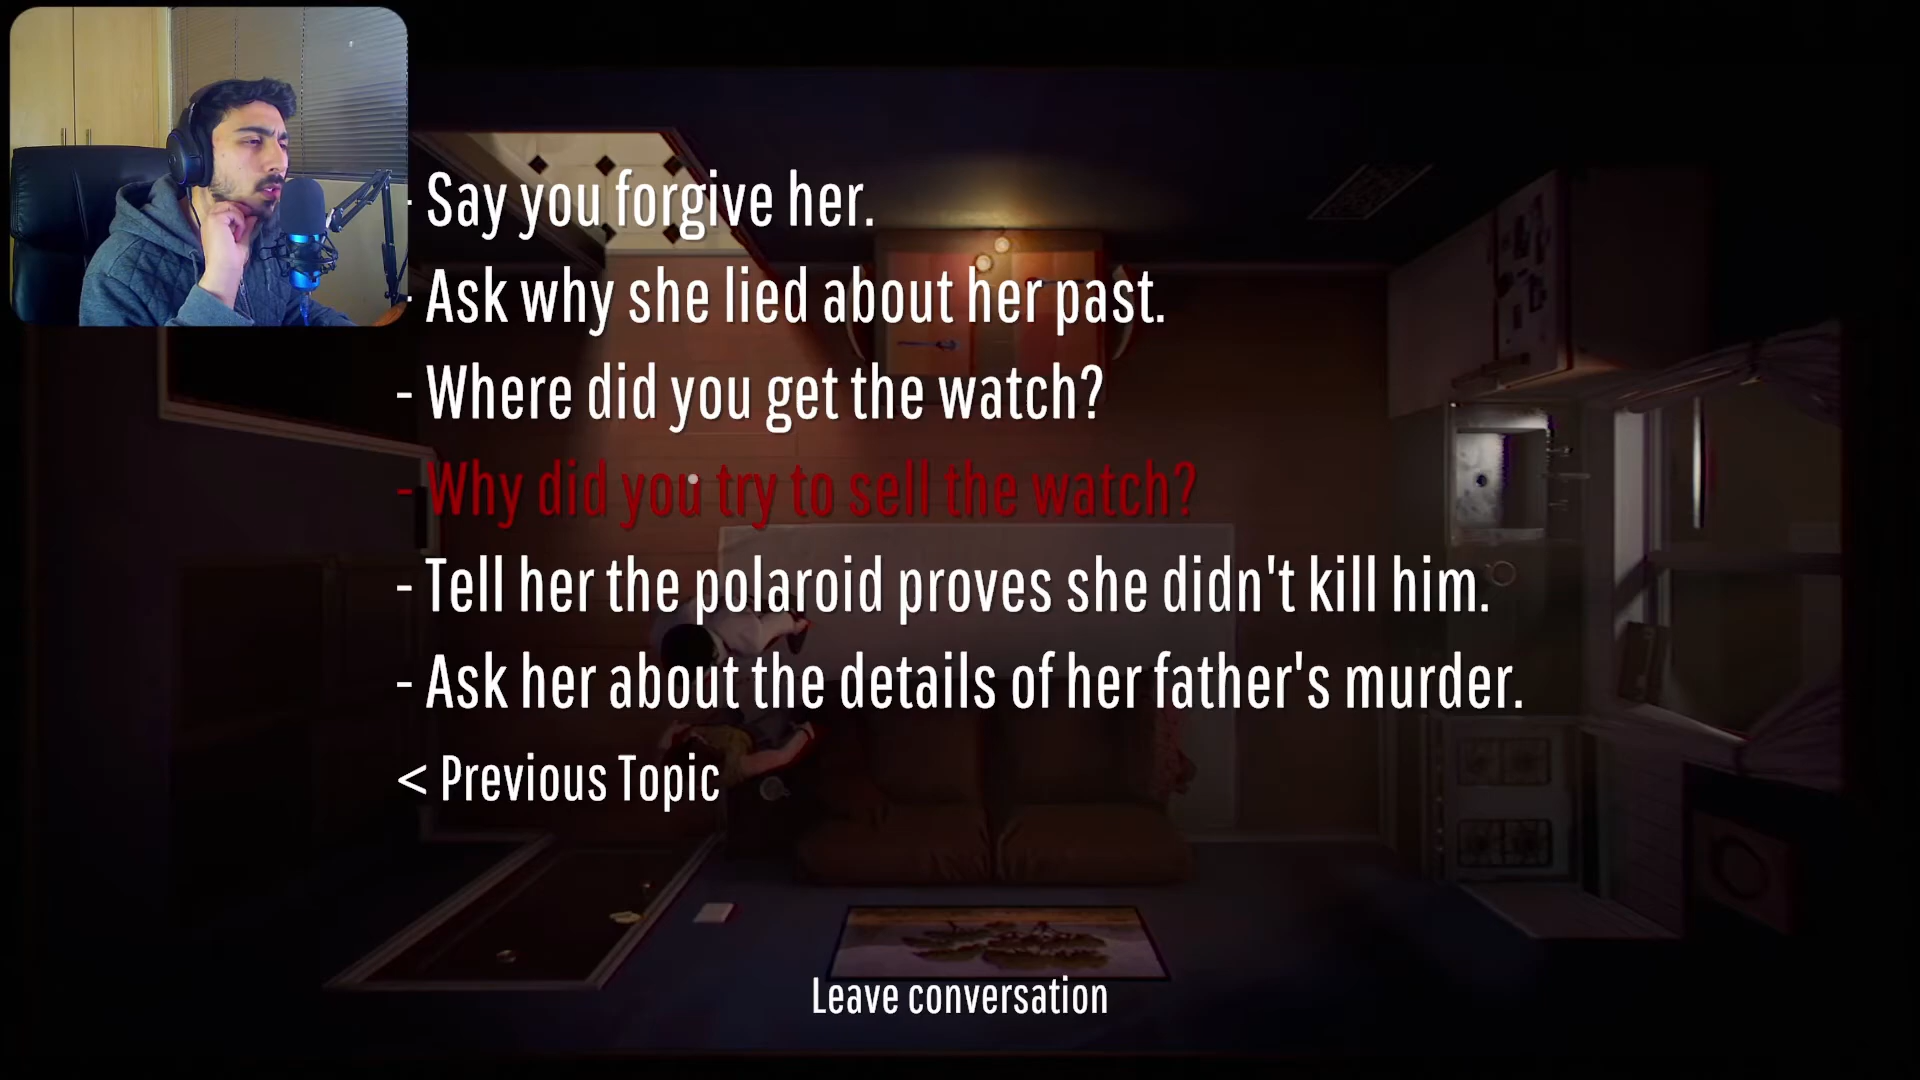 - Say you forgive her.
- Ask why she lied about her past.
- Where did you get the watch?
- Why did you try to sell the watch?
- Tell her the polaroid proves she didn't kill him.
- Ask her about the details of her father's murder.
< Previous Topic
Leave conversation